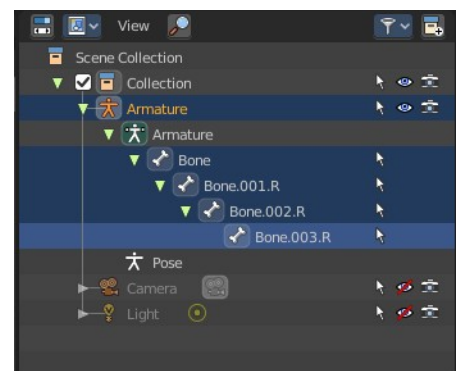 View
Scene Collection
Collection
Armature
Armature
Bone
Bone.001.R
Bone.002.R
Bone.003.R
Pose
Camera
Light